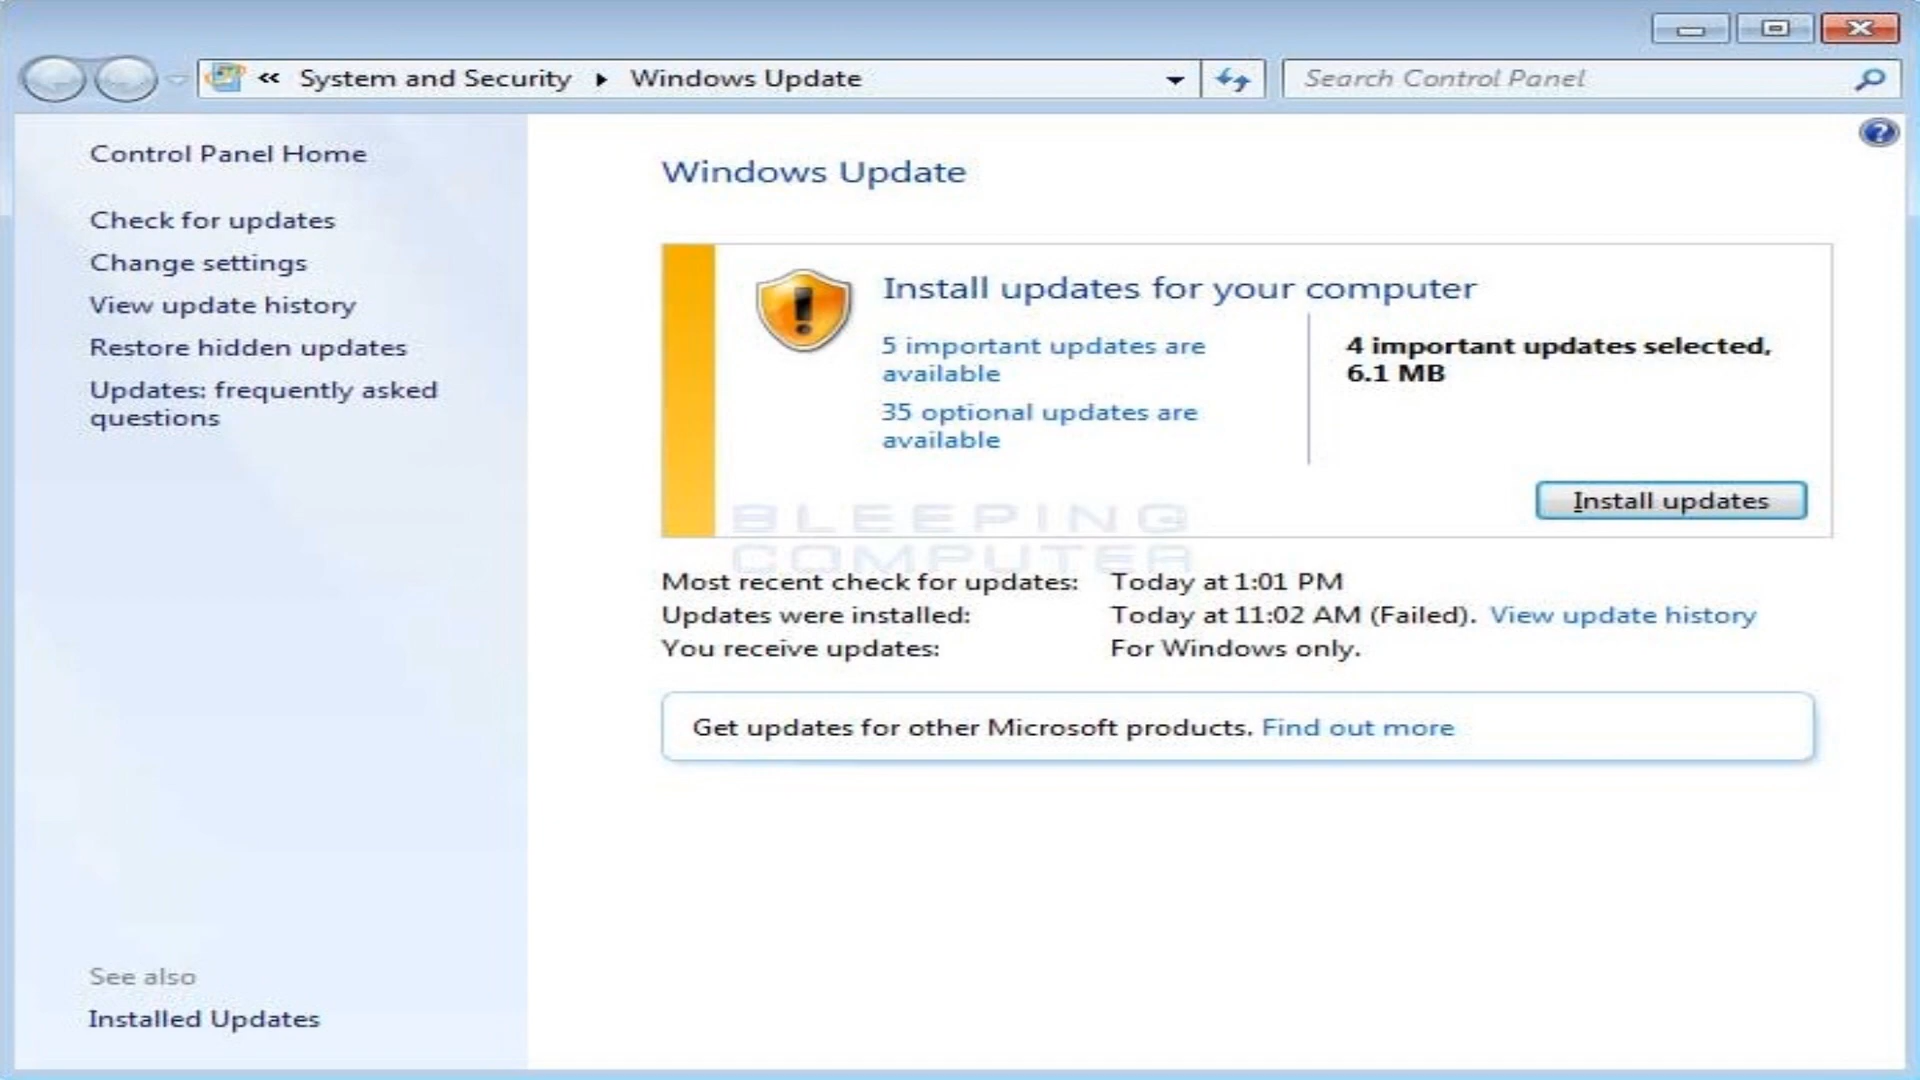 « System and Security ▸ Windows Update
Search Control Panel
Control Panel Home
Check for updates
Change settings
View update history
Restore hidden updates
Updates: frequently asked
questions
See also
Installed Updates
Windows Update
Install updates for your computer
5 important updates are
available
35 optional updates are
available
4 important updates selected,
6.1 MB
Install updates
BLEEPING
COMPUTER
Most recent check for updates: Today at 1:01 PM
Updates were installed: Today at 11:02 AM (Failed). View update history
You receive updates: For Windows only.
Get updates for other Microsoft products. Find out more